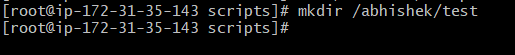 [root@ip-172-31-35-143 scripts]# mkdir /abhishek/test
[root@ip-172-31-35-143 scripts]#